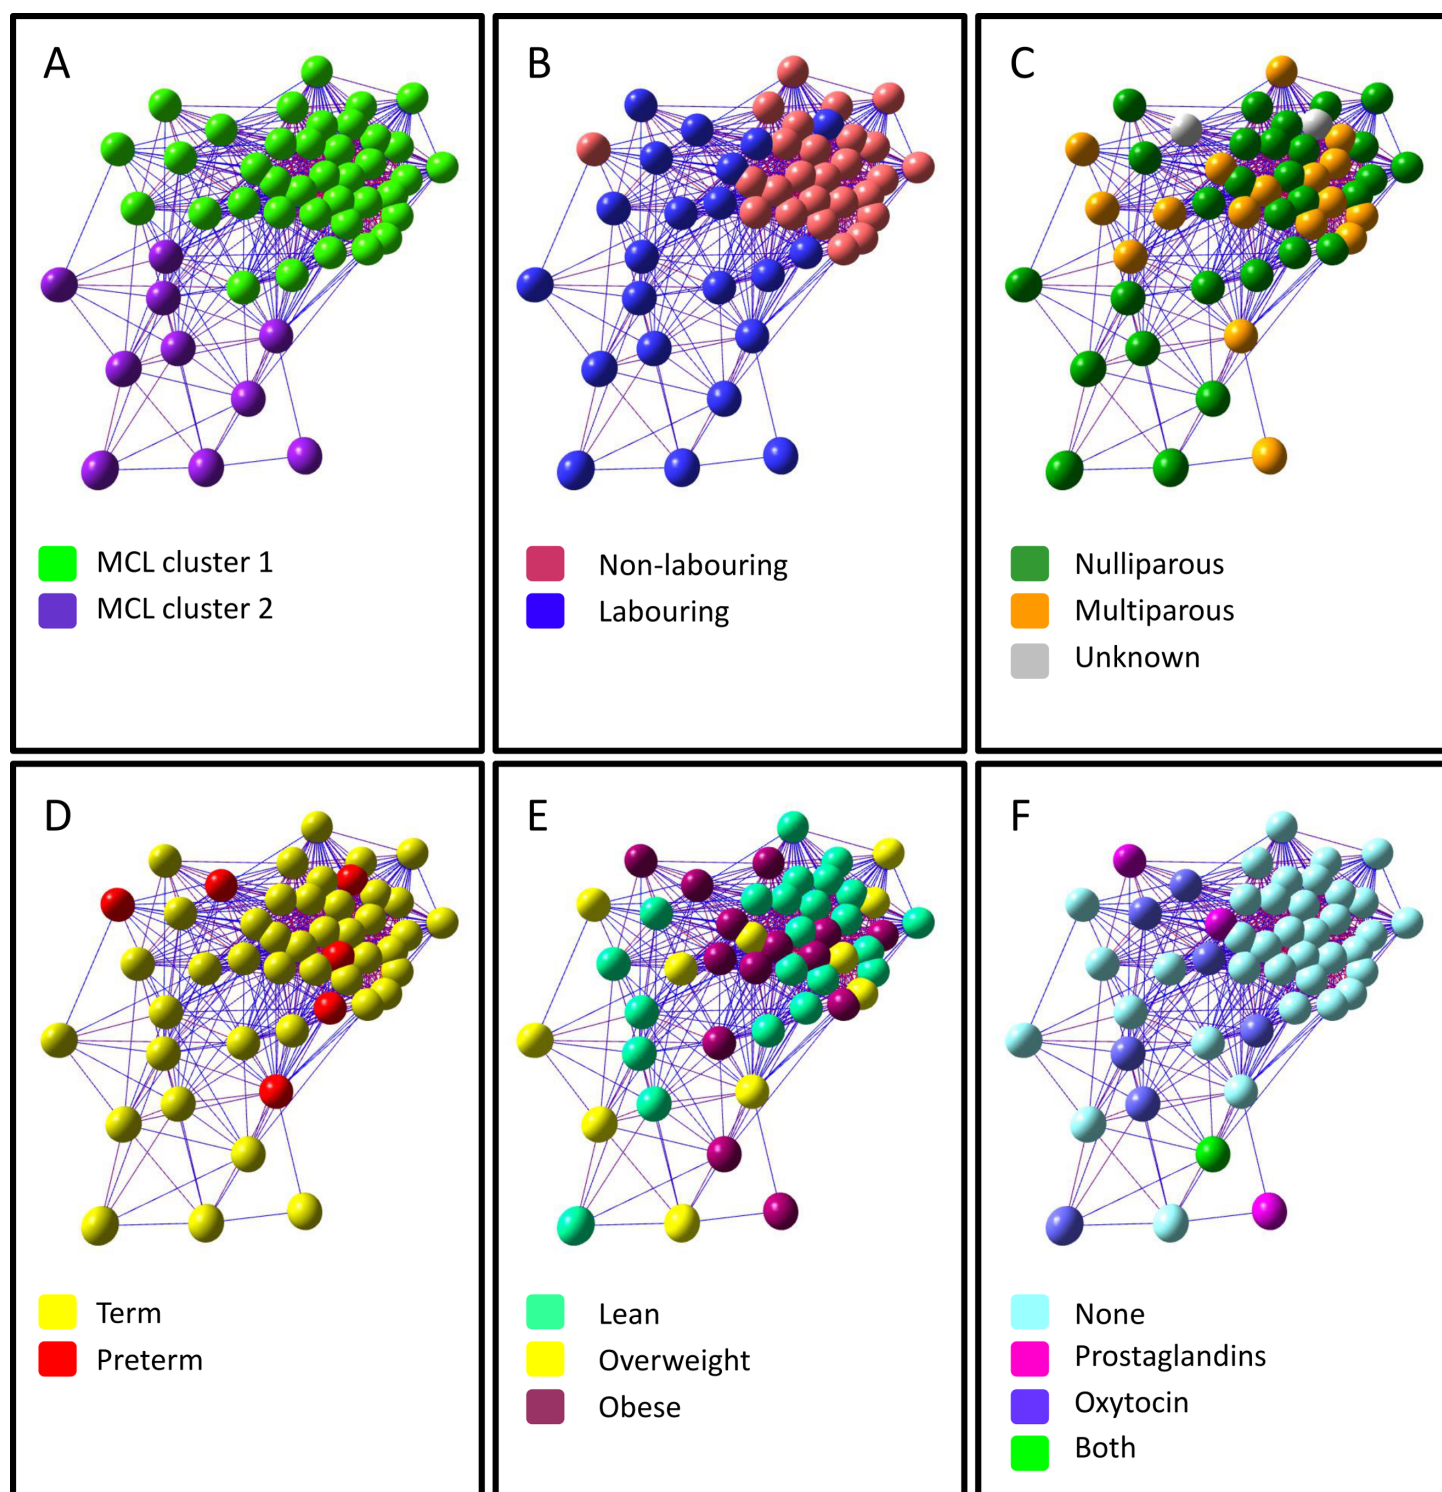 A
MCL cluster 1
MCL cluster 2
B
Non-labouring
Labouring
C
Nulliparous
Multiparous
Unknown
D
Term
Preterm
E
Lean
Overweight
Obese
F
None
Prostaglandins
Oxytocin
Both